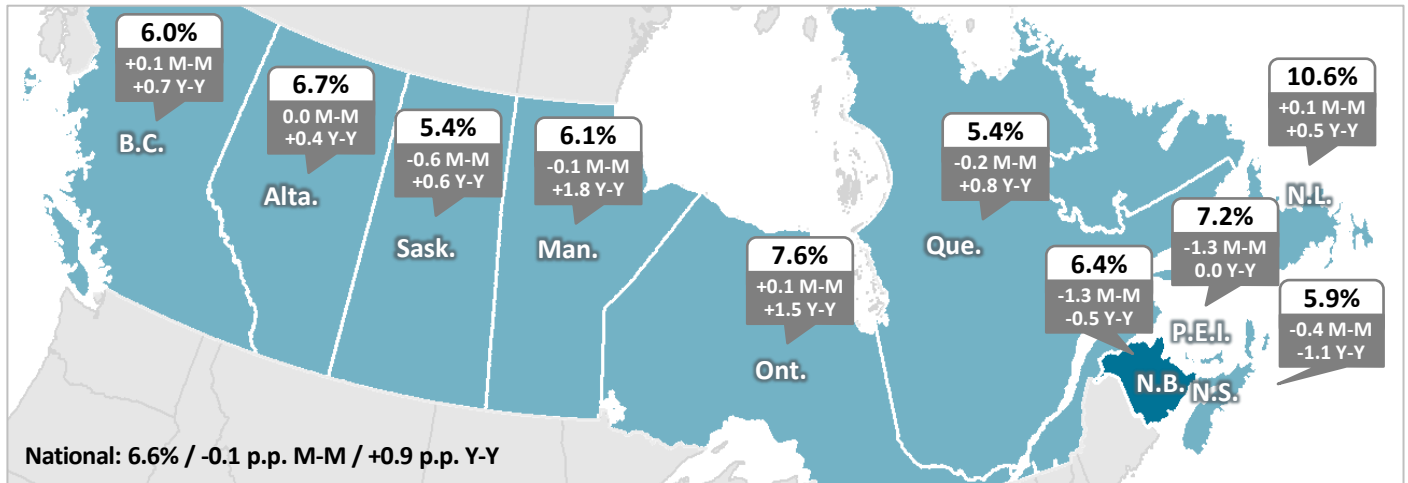 6.0%
+0.1 M-M
+0.7 Y-Y
B.C.
6.7%
0.0 M-M
+0.4 Y-Y
Alta.
5.4%
-0.6 M-M
+0.6 Y-Y
Sask.
6.1%
-0.1 M-M
+1.8 Y-Y
Man.
7.6%
+0.1 M-M
+1.5 Y-Y
Ont.
5.4%
-0.2 M-M
+0.8 Y-Y
Que.
10.6%
+0.1 M-M
+0.5 Y-Y
N.L.
7.2%
-1.3 M-M
0.0 Y-Y
P.E.I.
6.4%
-1.3 M-M
-0.5 Y-Y
N.B.
5.9%
-0.4 M-M
-1.1 Y-Y
N.S.
National: 6.6% / -0.1 p.p. M-M / +0.9 p.p. Y-Y